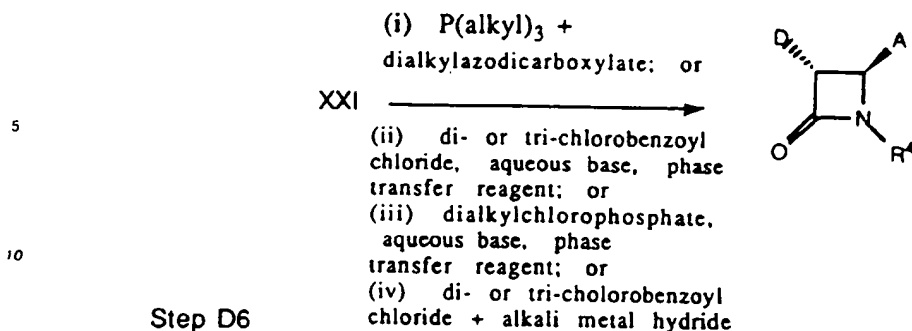 (i) P(alkyl)3 +
dialkylazodicarboxylate; or
XXI
5
(ii) di- or tri-chlorobenzoyl
chloride, aqueous base, phase
transfer reagent; or
(iii) dialkylchlorophosphate,
aqueous base, phase
10
transfer reagent; or
(iv) di- or tri-cholorobenzoyl
Step D6 chloride + alkali metal hydride
D A
N
O R4